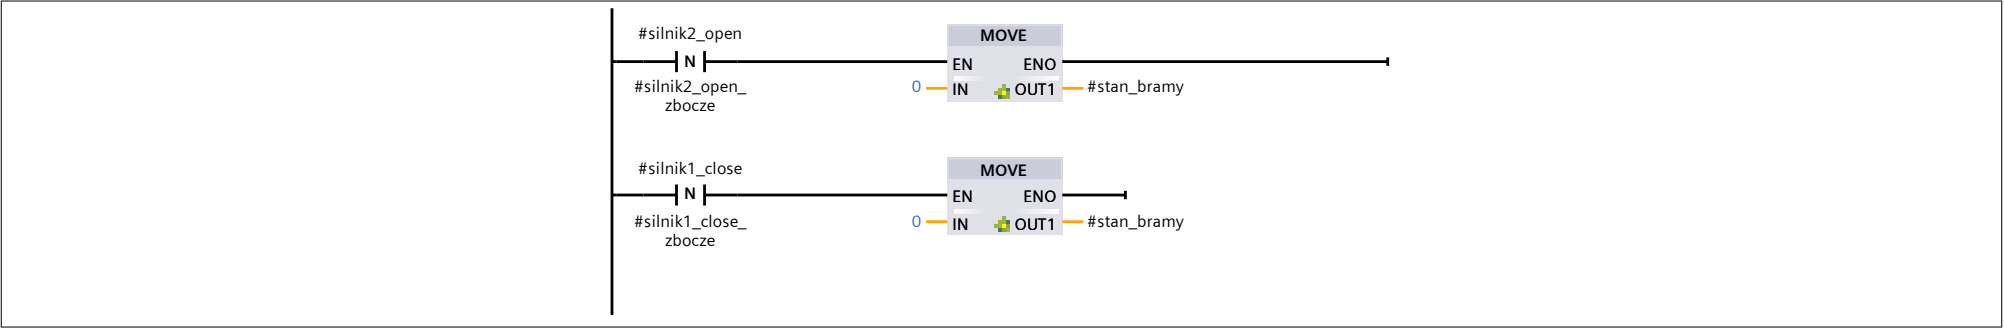 #silnik2_open
MOVE
N
EN ENO
#silnik2_open_
zbocze
0 IN OUT1 #stan_bramy
#silnik1_close
MOVE
N
EN ENO
#silnik1_close_
zbocze
0 IN OUT1 #stan_bramy